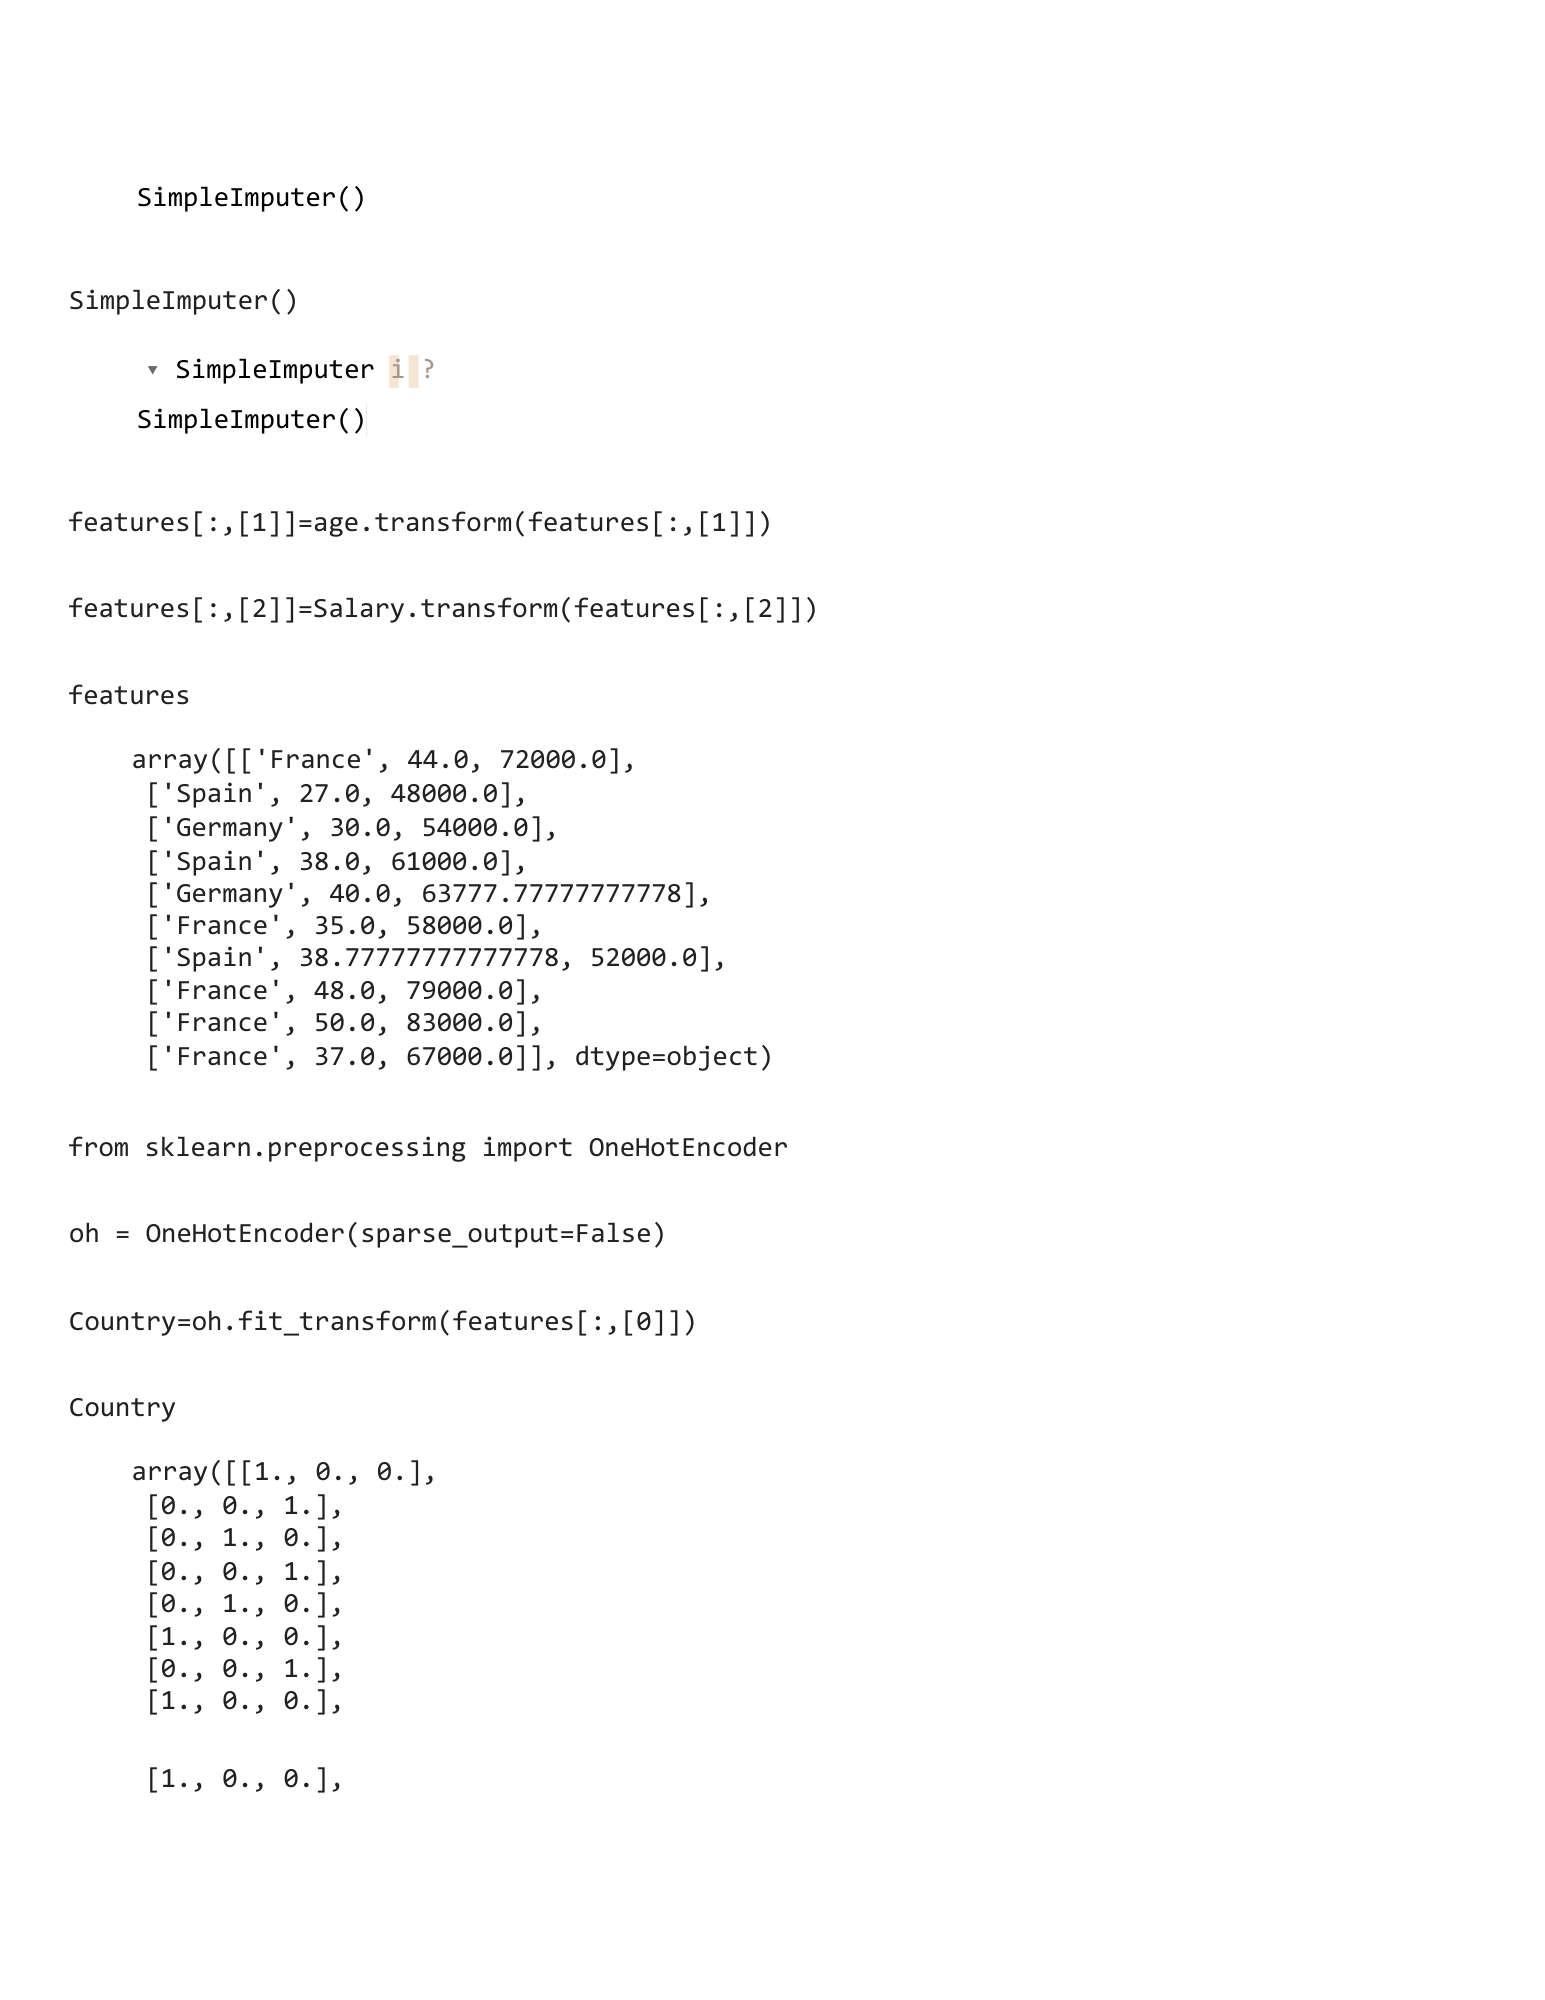 SimpleImputer()
SimpleImputer()
▾ SimpleImputer i ?
SimpleImputer()
features[:,[1]]=age.transform(features[:,[1]])
features[:,[2]]=Salary.transform(features[:,[2]])
features
array([['France', 44.0, 72000.0],
['Spain', 27.0, 48000.0],
['Germany', 30.0, 54000.0],
['Spain', 38.0, 61000.0],
['Germany', 40.0, 63777.77777777778],
['France', 35.0, 58000.0],
['Spain', 38.77777777777778, 52000.0],
['France', 48.0, 79000.0],
['France', 50.0, 83000.0],
['France', 37.0, 67000.0]], dtype=object)
from sklearn.preprocessing import OneHotEncoder
oh = OneHotEncoder(sparse_output=False)
Country=oh.fit_transform(features[:,[0]])
Country
array([[1., 0., 0.],
[0., 0., 1.],
[0., 1., 0.],
[0., 0., 1.],
[0., 1., 0.],
[1., 0., 0.],
[0., 0., 1.],
[1., 0., 0.],
[1., 0., 0.],